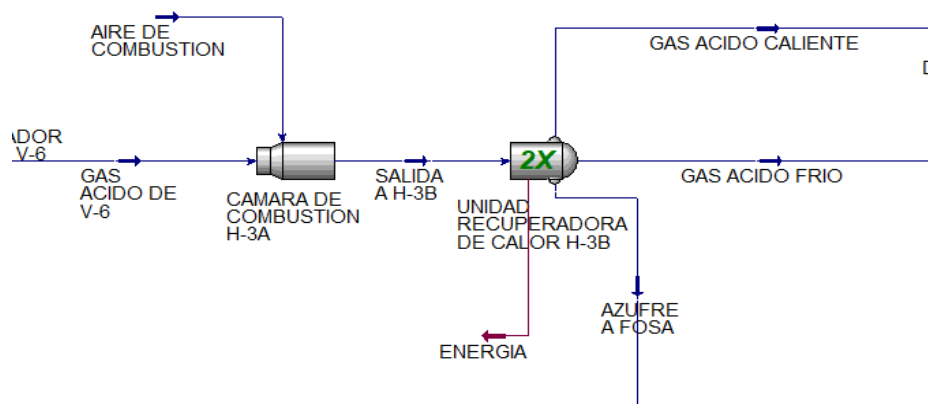 AIRE DE
COMBUSTION
GAS ACIDO CALIENTE
D
ADOR
V-6
GAS
ACIDO DE
V-6
CAMARA DE
COMBUSTION
H-3A
SALIDA
A H-3B
2X
UNIDAD
RECUPERADORA
DE CALOR H-3B
GAS ACIDO FRIO
AZUFRE
A FOSA
ENERGIA